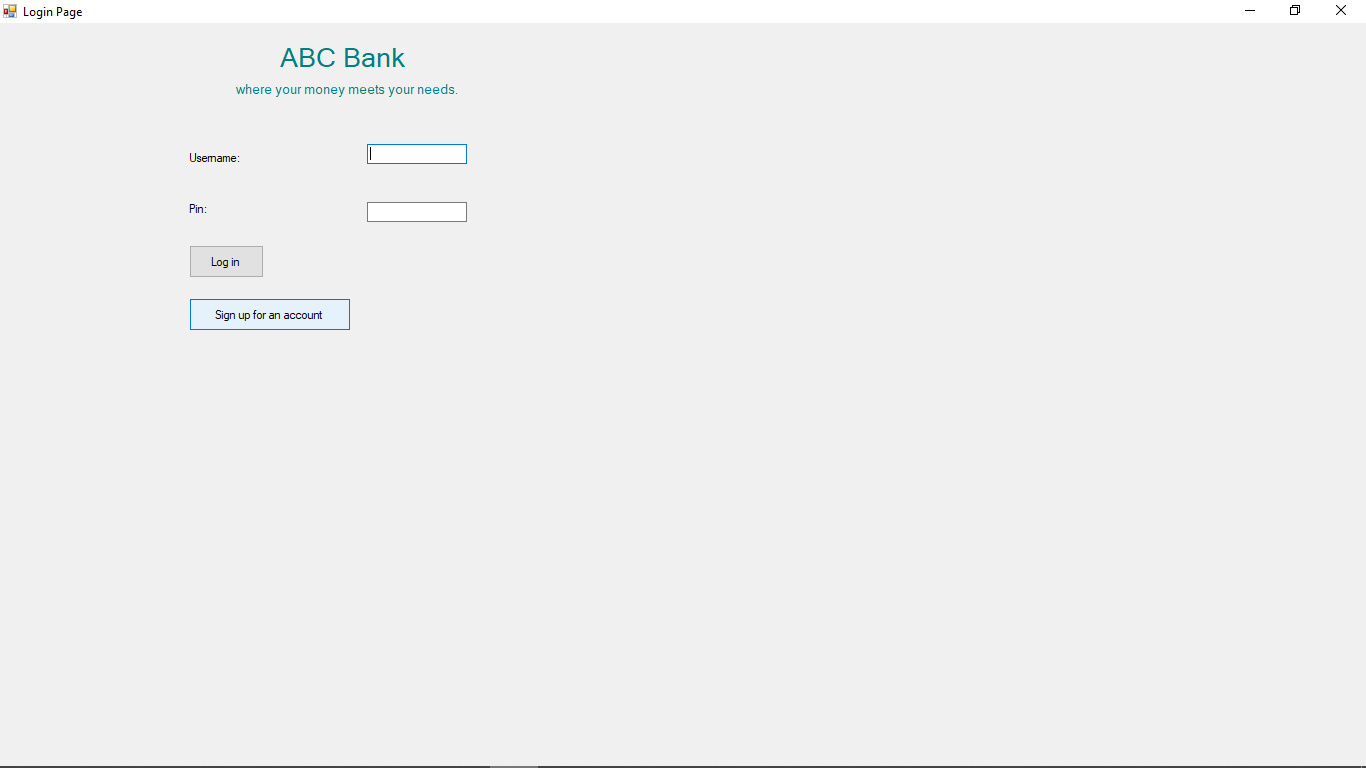 Login Page
ABC Bank
where your money meets your needs.
Username:
Pin:
Log in
Sign up for an account